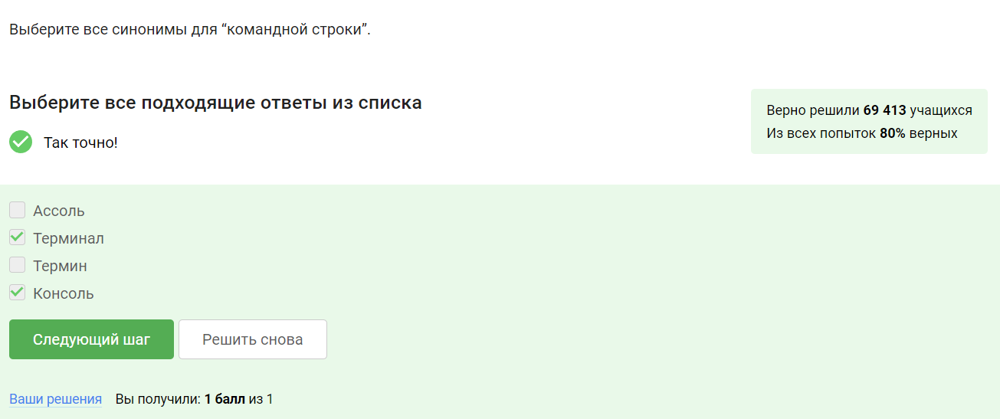 Выберите все синонимы для “командной строки”.
Выберите все подходящие ответы из списка
Верно решили 69 413 учащихся
Из всех попыток 80% верных
Так точно!
Ассоль
Терминал
Термин
Консоль
Следующий шаг
Решить снова
Ваши решения Вы получили: 1 балл из 1